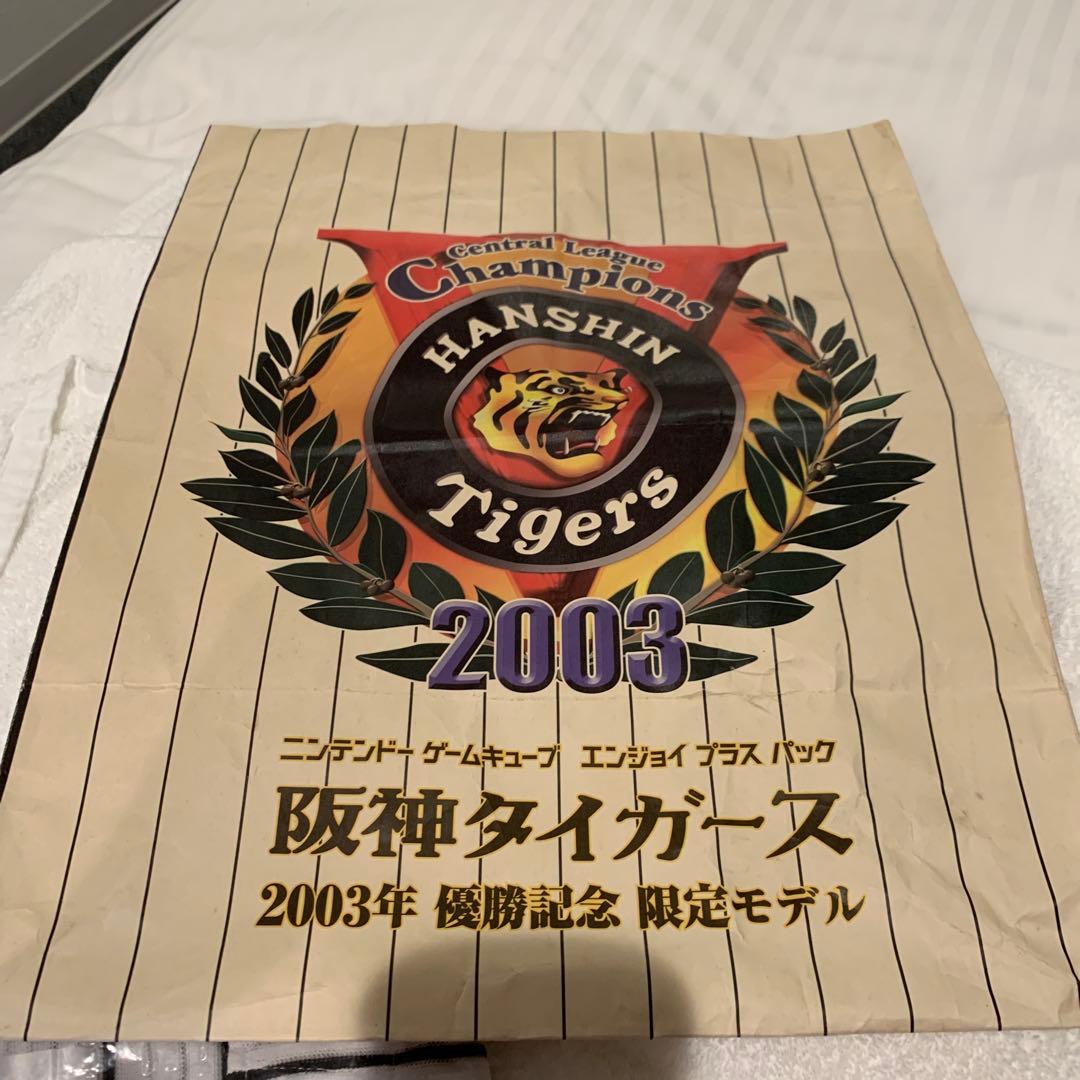 Central League
Champions
HANSHIN
Tigers
2003
ニンテンドー ゲームキューブ エンジョイ プラス パック
阪神タイガース
2003年 優勝記念 限定モデル